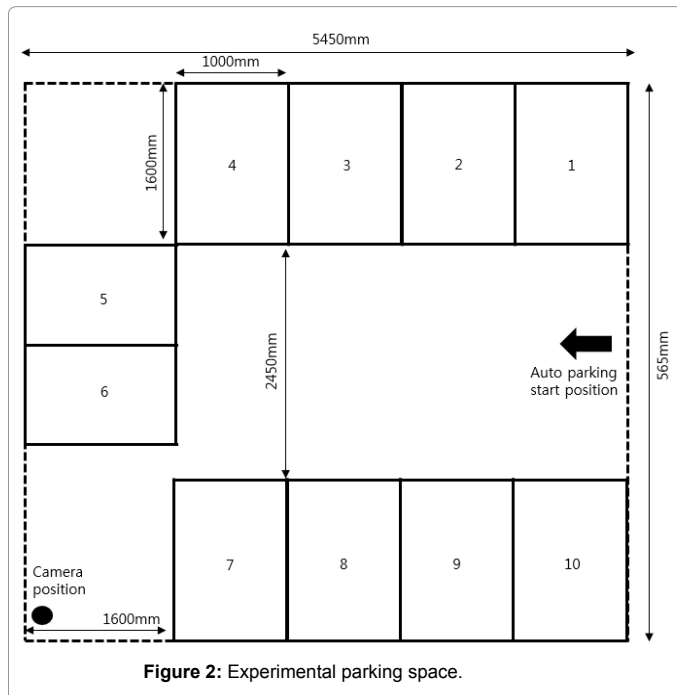 5450mm
1000mm
1600mm
4
3
2
1
5
6
2450mm
Auto parking
start position
565mm
7
8
9
10
Camera
position
1600mm
Figure 2: Experimental parking space.